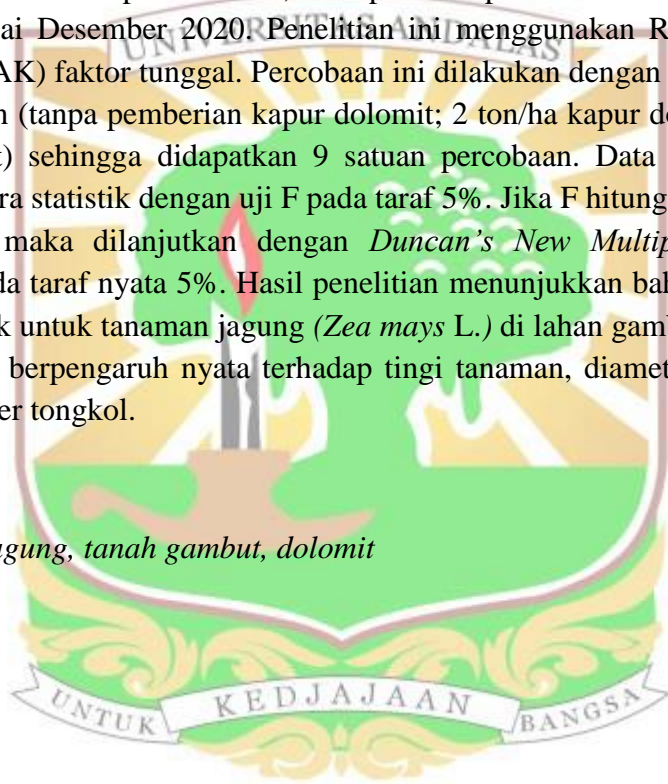 ai Desember 2020. Penelitian ini menggunakan R
UNIVERSITAS ANDALAS
AK) faktor tunggal. Percobaan ini dilakukan dengan
n (tanpa pemberian kapur dolomit; 2 ton/ha kapur do
t) sehingga didapatkan 9 satuan percobaan. Data
ra statistik dengan uji F pada taraf 5%. Jika F hitung
maka dilanjutkan dengan Duncan's New Multip
da taraf nyata 5%. Hasil penelitian menunjukkan bah
k untuk tanaman jagung (Zea mays L.) di lahan gamb
berpengaruh nyata terhadap tingi tanaman, diamet
er tongkol.
agung, tanah gambut, dolomit
UNTUK KEDJAJAAN BANGSA